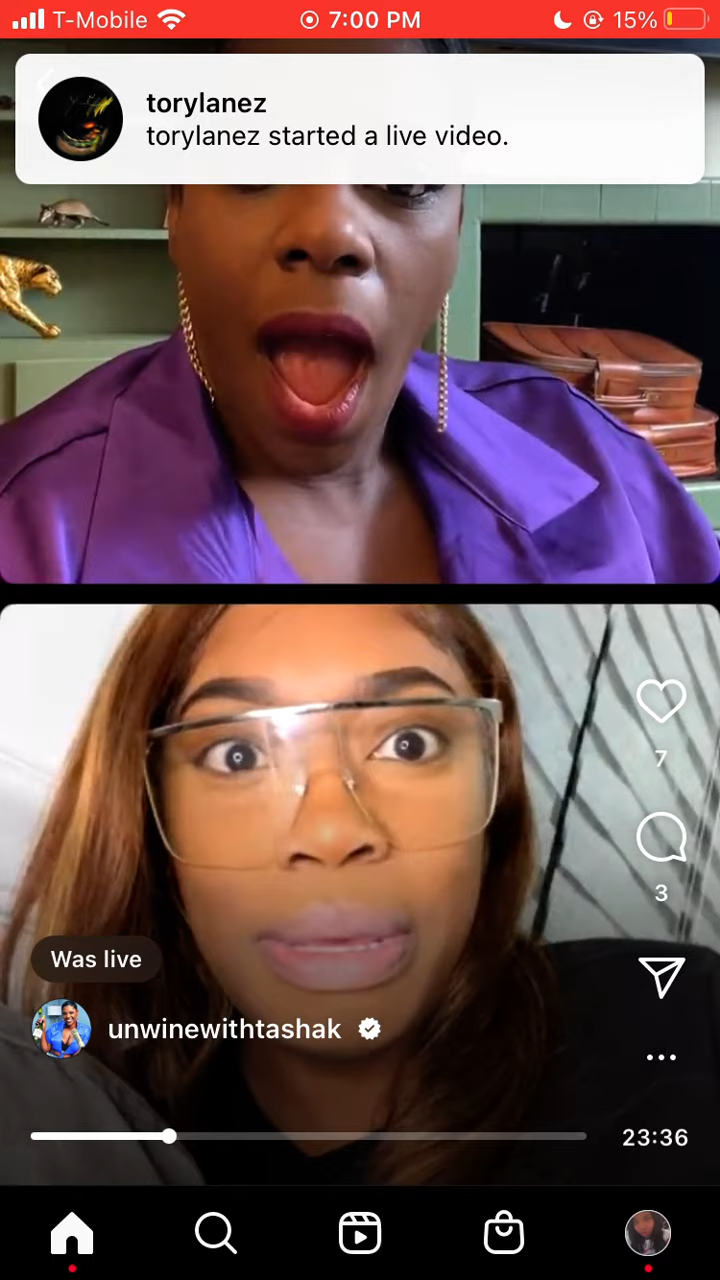 T-Mobile 7:00 PM 15%
torylanez
torylanez started a live video.
7
3
Was live
unwinewithtashak
23:36